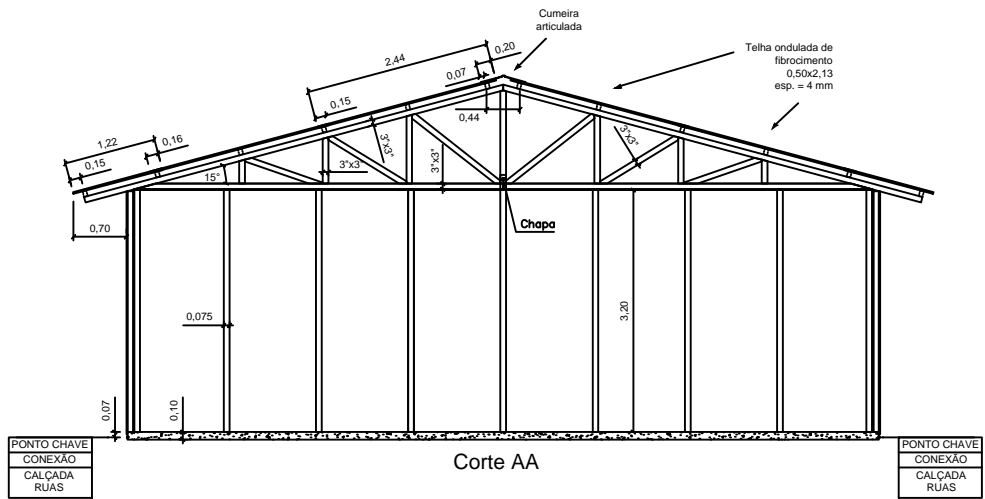 Cumeira
articulada
2,44
0,20
0,07
Telha ondulada de
fibrocimento
0,50x2,13
esp. = 4 mm
0,15
0,44
1,22
0,16
0,15
15°
3"x3"
3"x3"
3"x3"
3"x3"
0,70
Chapa
0,075
3,20
0,07
0,10
PONTO CHAVE
CONEXÃO
CALÇADA
RUAS
Corte AA
PONTO CHAVE
CONEXÃO
CALÇADA
RUAS